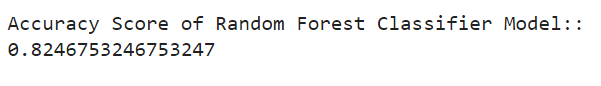 Accuracy Score of Random Forest Classifier Model::
0.8246753246753247